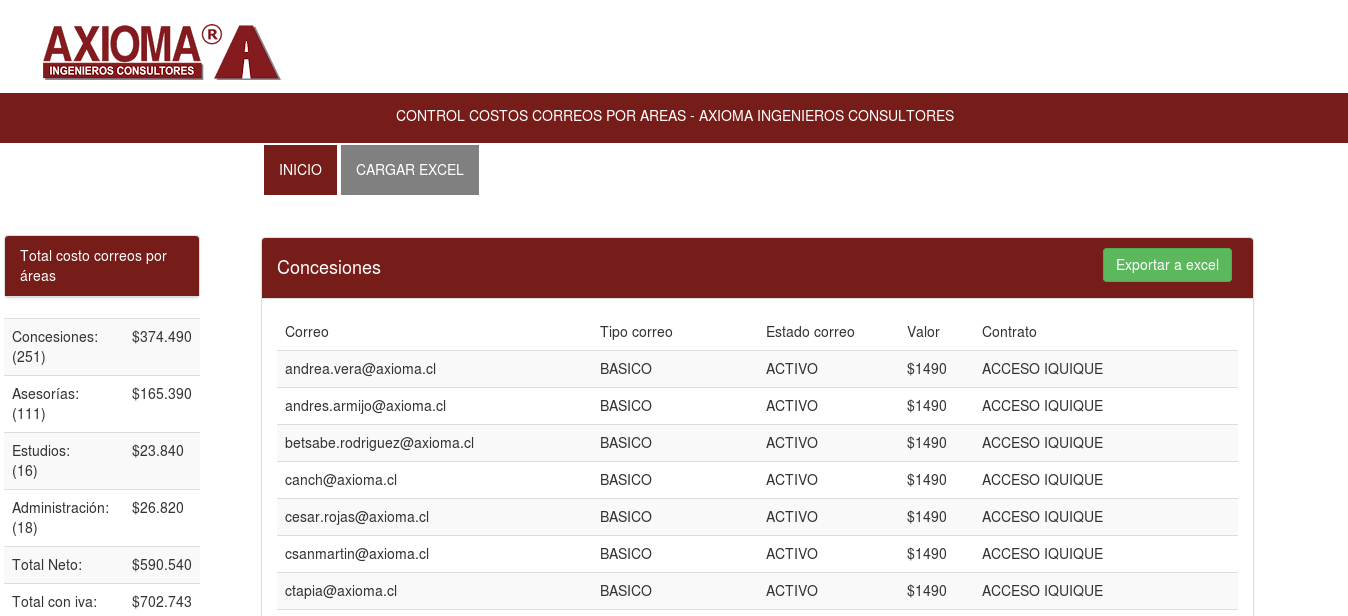 AXIOMA®
INGENIEROS CONSULTORES
CONTROL COSTOS CORREOS POR AREAS - AXIOMA INGENIEROS CONSULTORES
INICIO CARGAR EXCEL
Total costo correos por
áreas
Concesiones: $374.490
(251)
Asesorías: $165.390
(111)
Estudios: $23.840
(16)
Administración: $26.820
(18)
Total Neto: $590.540
Total con iva: $702.743
Concesiones Exportar a excel
Correo Tipo correo Estado correo Valor Contrato
andrea.vera@axioma.cl BASICO ACTIVO $1490 ACCESO IQUIQUE
andres.armijo@axioma.cl BASICO ACTIVO $1490 ACCESO IQUIQUE
betsabe.rodriguez@axioma.cl BASICO ACTIVO $1490 ACCESO IQUIQUE
canch@axioma.cl BASICO ACTIVO $1490 ACCESO IQUIQUE
cesar.rojas@axioma.cl BASICO ACTIVO $1490 ACCESO IQUIQUE
csanmartin@axioma.cl BASICO ACTIVO $1490 ACCESO IQUIQUE
ctapia@axioma.cl BASICO ACTIVO $1490 ACCESO IQUIQUE